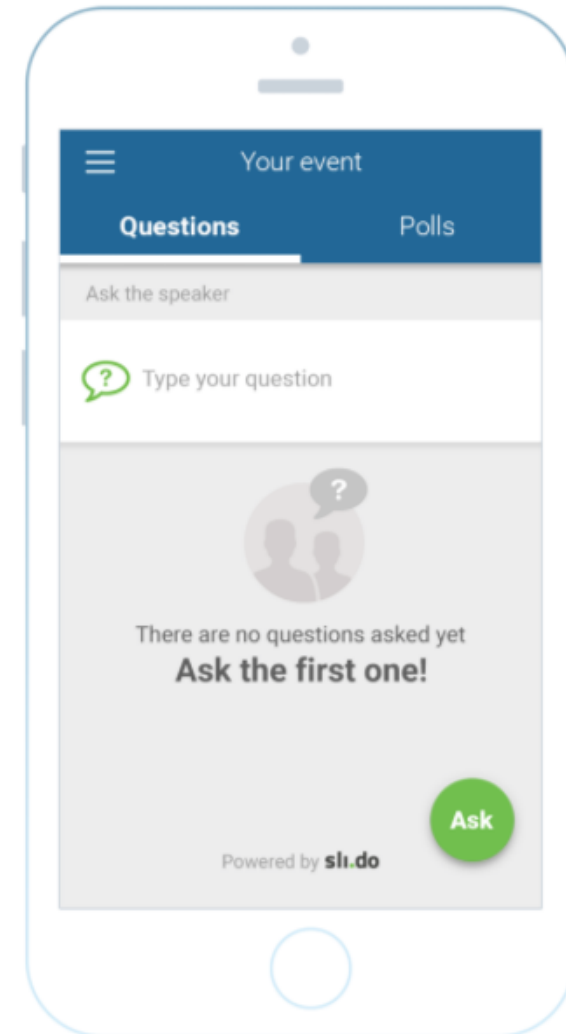 Your event
Questions Polls
Ask the speaker
? Type your question
?
There are no questions asked yet
Ask the first one!
Ask
Powered by slı.do